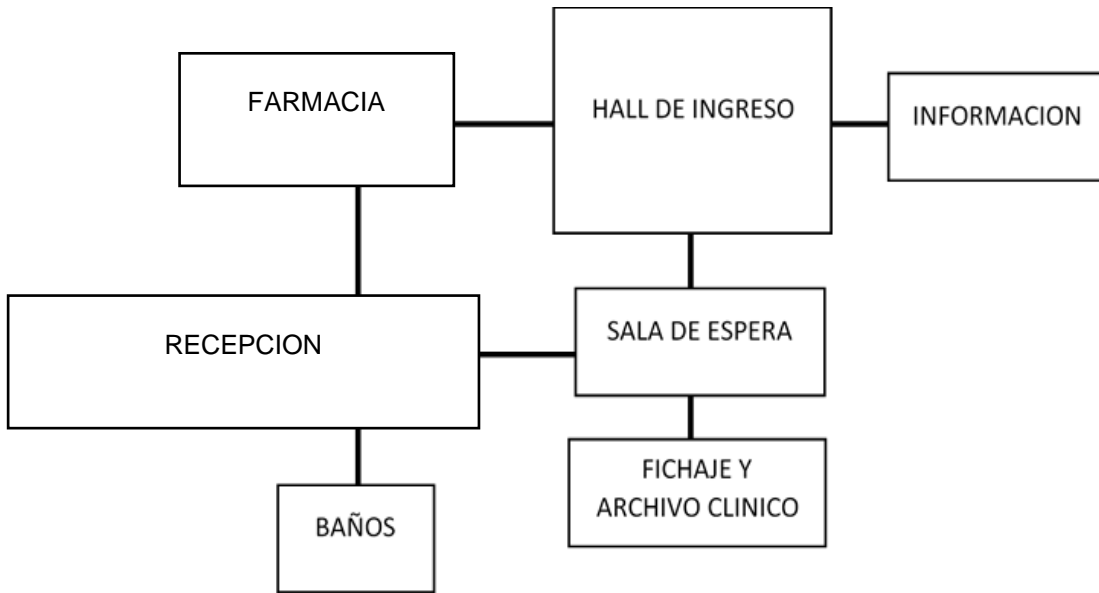 FARMACIA
HALL DE INGRESO
INFORMACION
RECEPCION
SALA DE ESPERA
FICHAJE Y
ARCHIVO CLINICO
BAÑOS